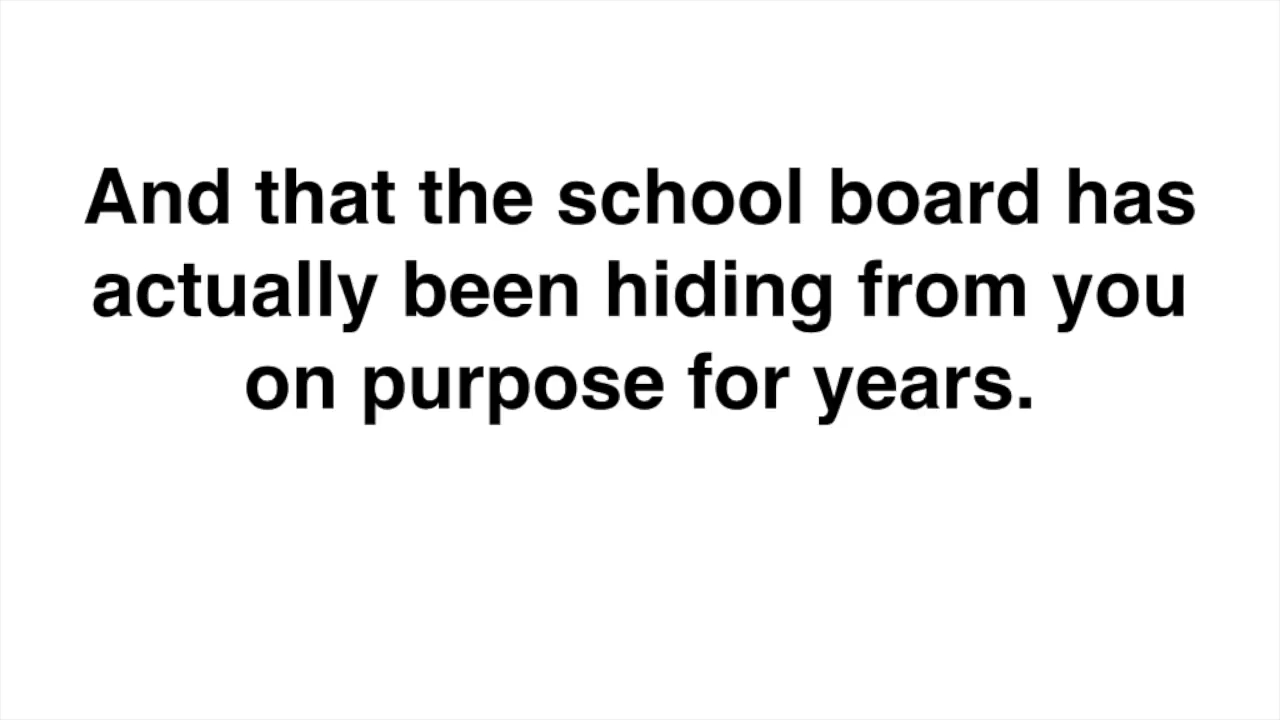 And that the school board has
actually been hiding from you
on purpose for years.